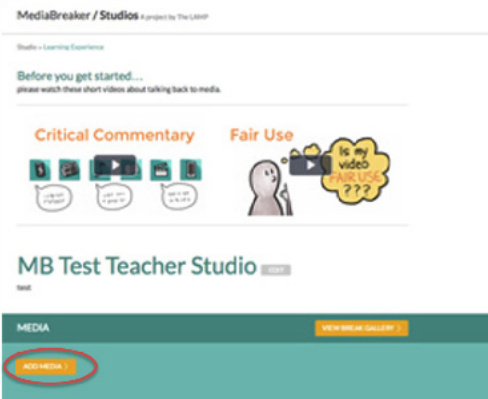 MediaBreaker / Studios A project by The LAMP
Studio » Learning Experience
Before you get started...
please watch these short videos about talking back to media.
Critical Commentary
Fair Use
Is my
video
FAIR USE
???
MB Test Teacher Studio EDIT
test
MEDIA
VIEW BREAK GALLERY >
ADD MEDIA >